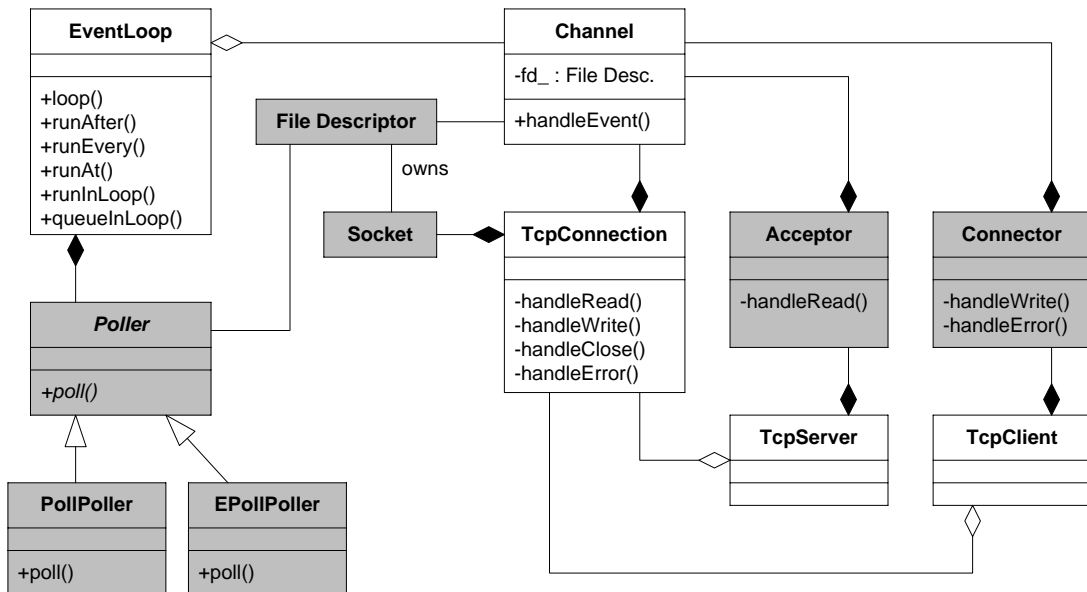 EventLoop
+loop()
+runAfter()
+runEvery()
+runAt()
+runInLoop()
+queueInLoop()
Channel
-fd_ : File Desc.
+handleEvent()
File Descriptor
owns
Socket
TcpConnection
-handleRead()
-handleWrite()
-handleClose()
-handleError()
Acceptor
-handleRead()
Connector
-handleWrite()
-handleError()
Poller
+poll()
TcpServer
TcpClient
PollPoller
+poll()
EPollPoller
+poll()